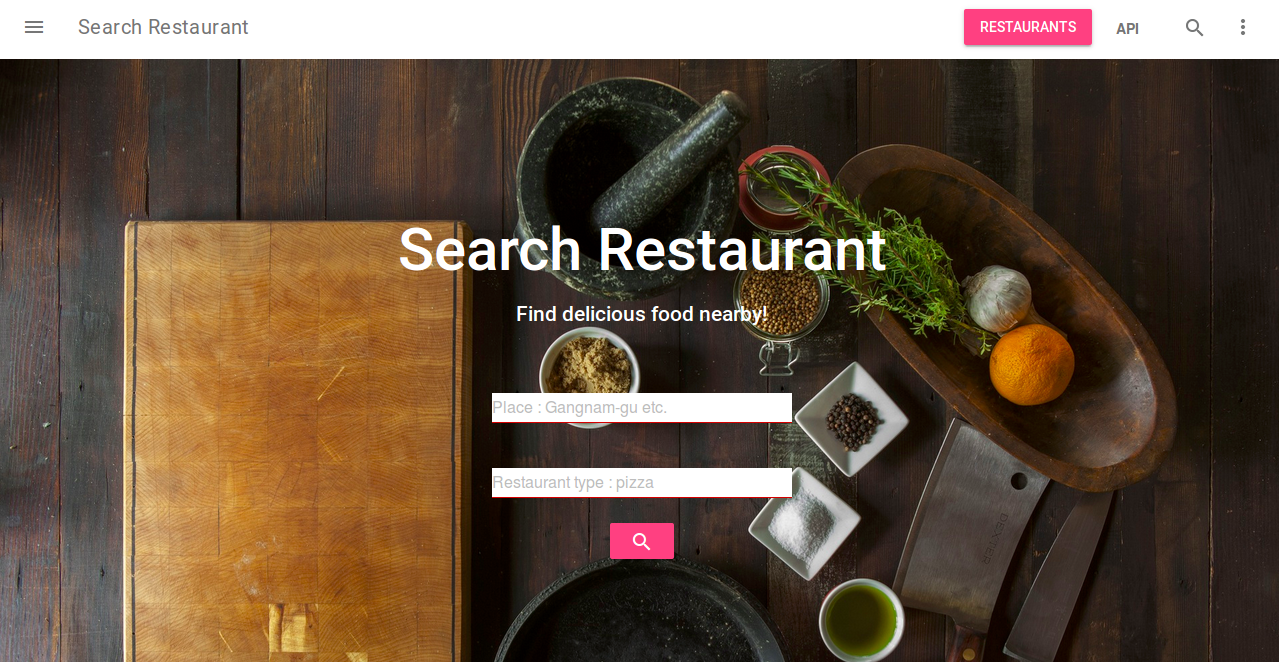 Search Restaurant
RESTAURANTS
API
Search Restaurant
Find delicious food nearby!
Place : Gangnam-gu etc.
Restaurant type : pizza